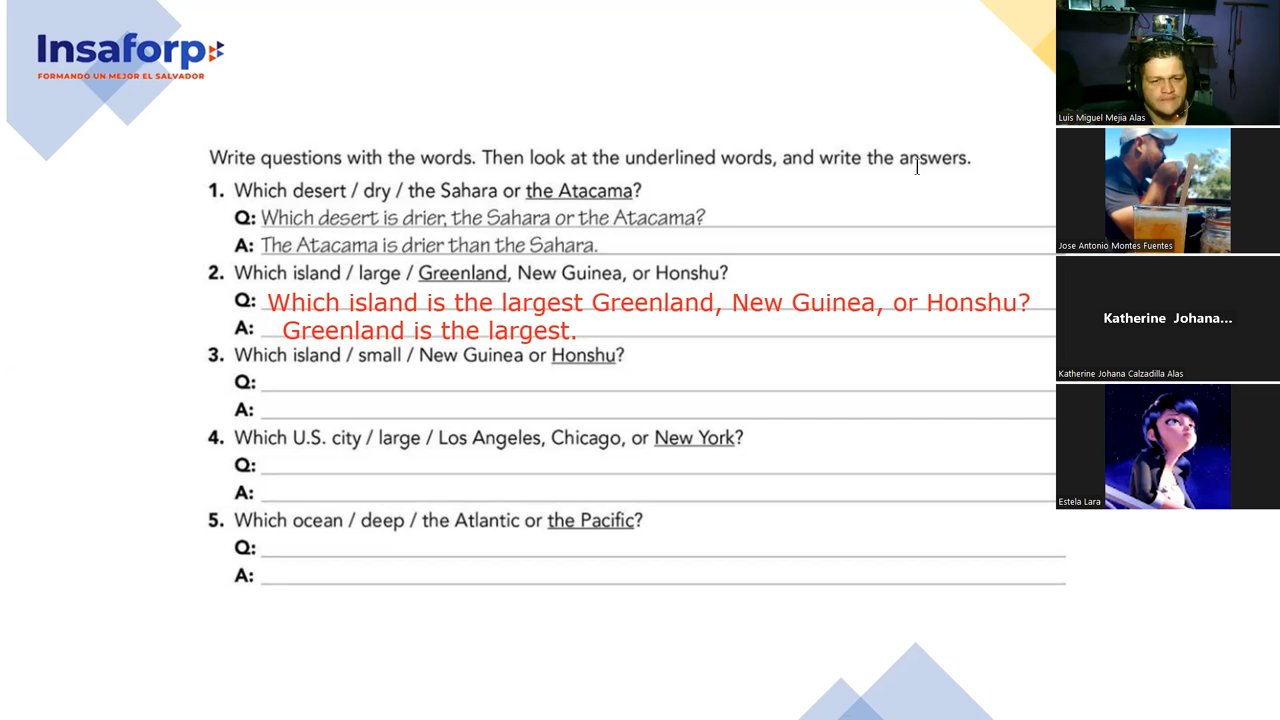 Insaforp
FORMANDO UN MEJOR EL SALVADOR
Write questions with the words. Then look at the underlined words, and write the answers.
1. Which desert / dry / the Sahara or the Atacama?
Q: Which desert is drier, the Sahara or the Atacama?
A: The Atacama is drier than the Sahara.
2. Which island / large / Greenland, New Guinea, or Honshu?
Q: Which island is the largest Greenland, New Guinea, or Honshu?
A: Greenland is the largest.
3. Which island / small / New Guinea or Honshu?
Q:
A:
4. Which U.S. city / large / Los Angeles, Chicago, or New York?
Q:
A:
5. Which ocean / deep / the Atlantic or the Pacific?
Q:
A:
Luis Miguel Mejia Alas
Jose Antonio Montes Fuentes
Katherine Johana...
Katherine Johana Calzadilla Alas
Estela Lara